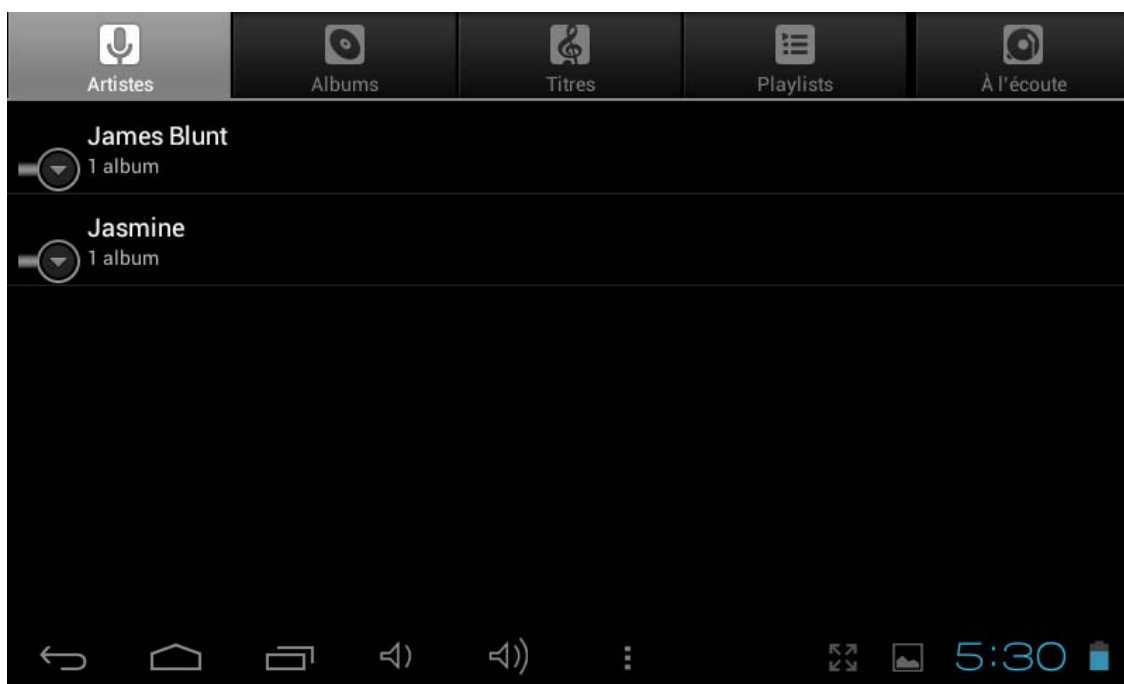 Artistes Albums Titres Playlists À l'écoute
James Blunt
1 album
Jasmine
1 album
5:30